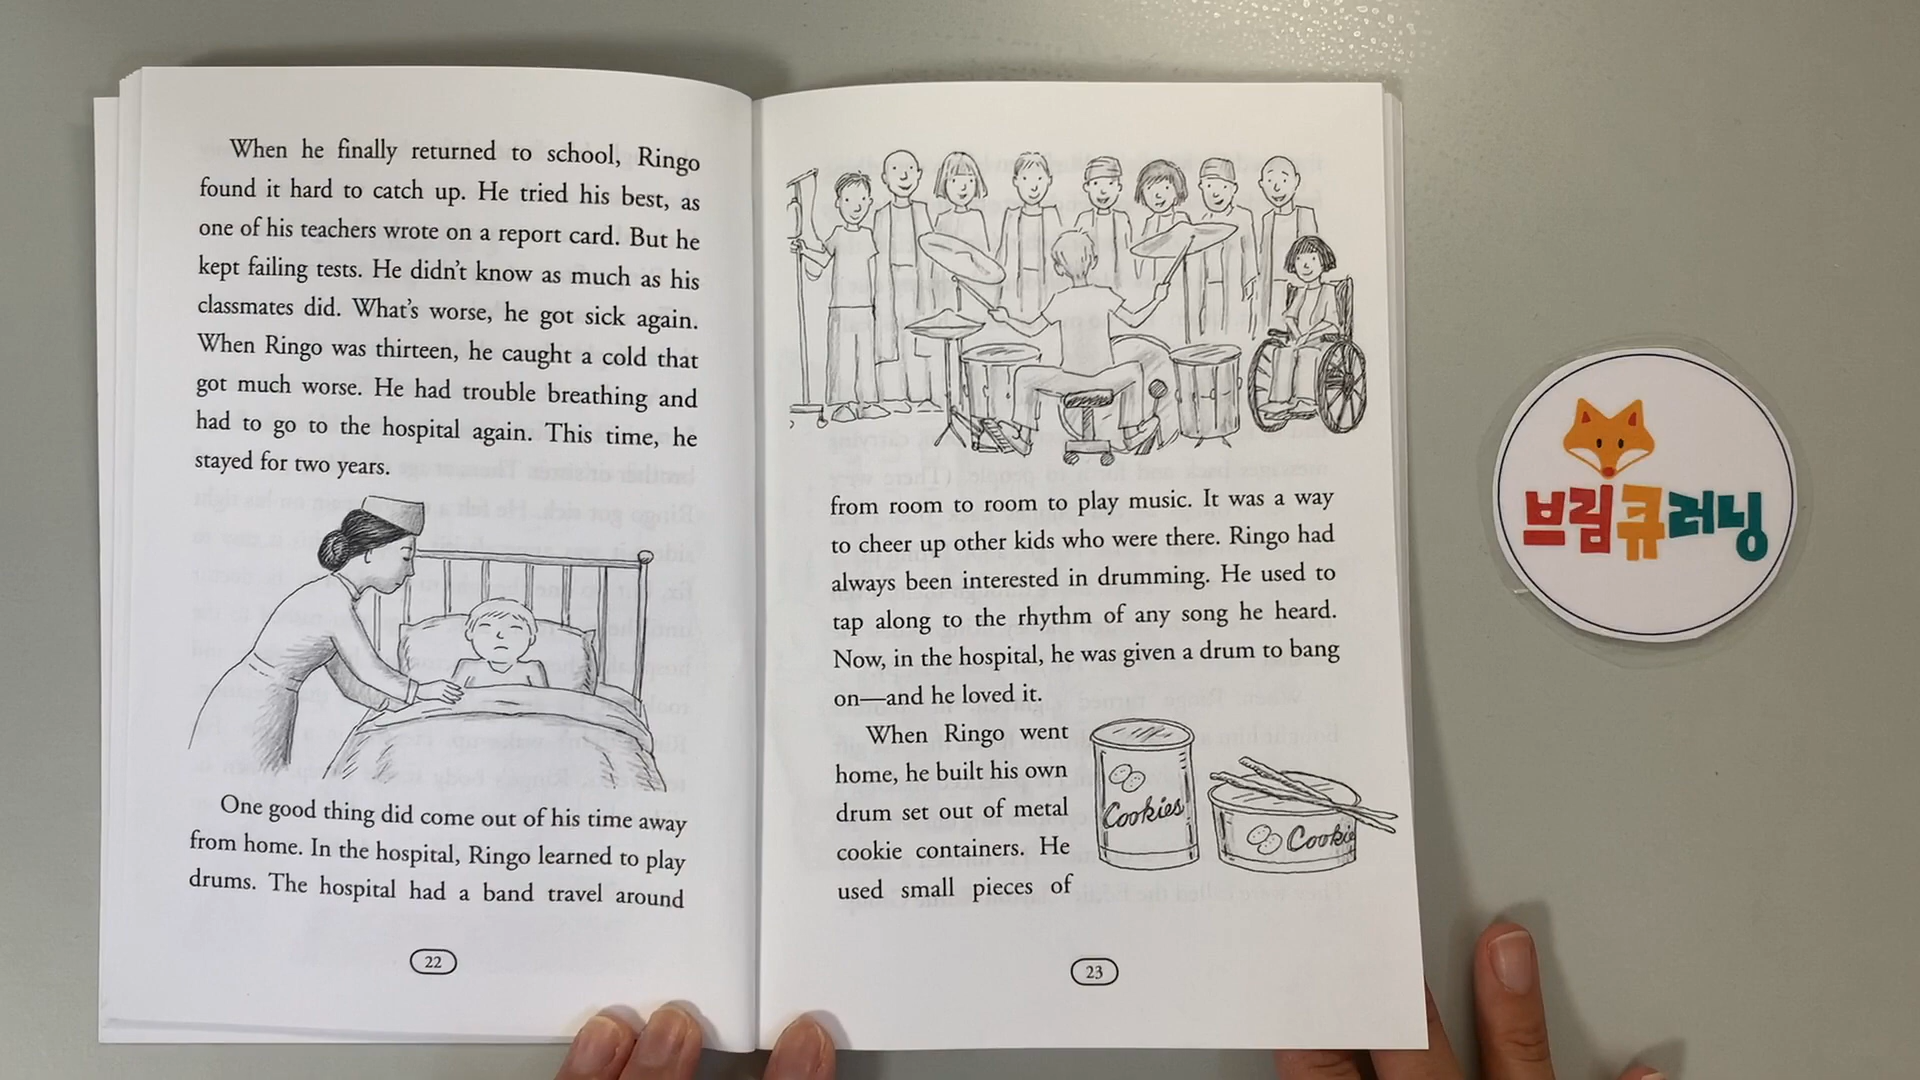 When he finally returned to school, Ringo
found it hard to catch up. He tried his best, as
one of his teachers wrote on a report card. But he
kept failing tests. He didn't know as much as his
classmates did. What's worse, he got sick again.
When Ringo was thirteen, he caught a cold that
got much worse. He had trouble breathing and
had to go to the hospital again. This time, he
stayed for two years.
One good thing did come out of his time away
from home. In the hospital, Ringo learned to play
drums. The hospital had a band travel around
22
from room to room to play music. It was a way
to cheer up other kids who were there. Ringo had
always been interested in drumming. He used to
tap along to the rhythm of any song he heard.
Now, in the hospital, he was given a drum to bang
on—and he loved it.
When Ringo went
home, he built his own
drum set out of metal
cookie containers. He
used small pieces of
Cookies
Cookie
23
브림큐러닝